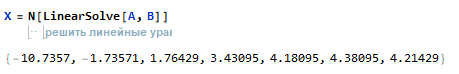 X = N[LinearSolve[A, B]]
решить линейные урав
{-10.7357, -1.73571, 1.76429, 3.43095, 4.18095, 4.38095, 4.21429}